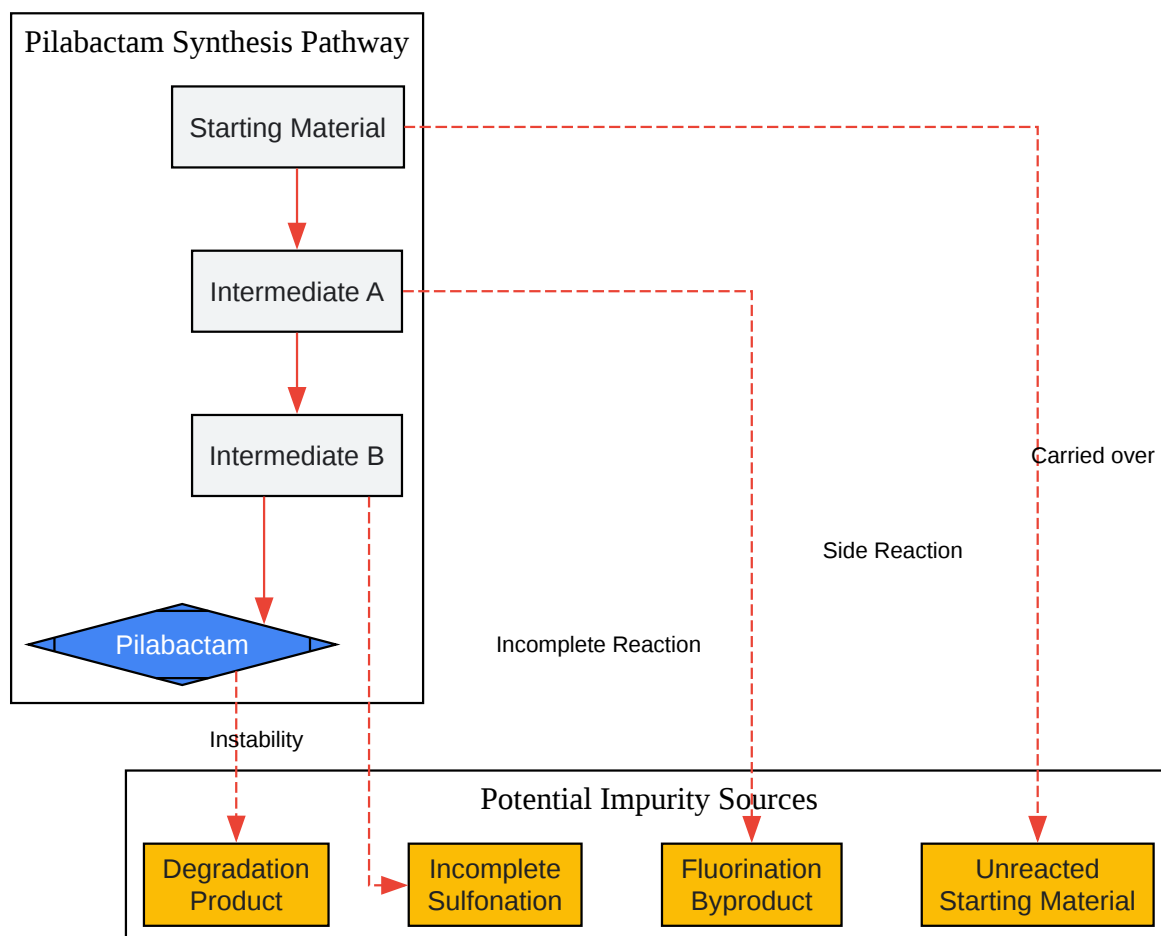 Pilabactam Synthesis Pathway
Starting Material
Intermediate A
Intermediate B
Carried over
Side Reaction
Incomplete Reaction
Pilabactam
Instability
Potential Impurity Sources
Degradation
Product
Incomplete
Sulfonation
Fluorination
Byproduct
Unreacted
Starting Material